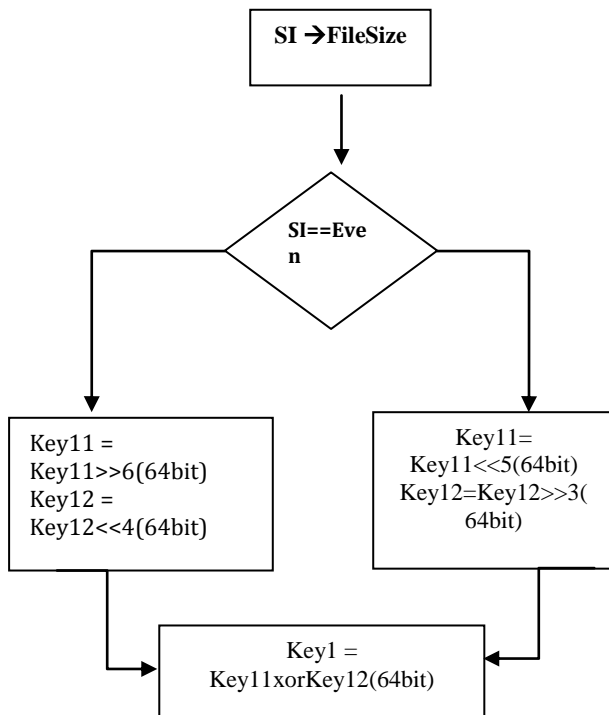 SI →FileSize
SI==Eve
n
Key11 =
Key11>>6(64bit)
Key12 =
Key12<<4(64bit)
Key11=
Key11<<5(64bit)
Key12=Key12>>3(
64bit)
Key1 =
Key11xorKey12(64bit)